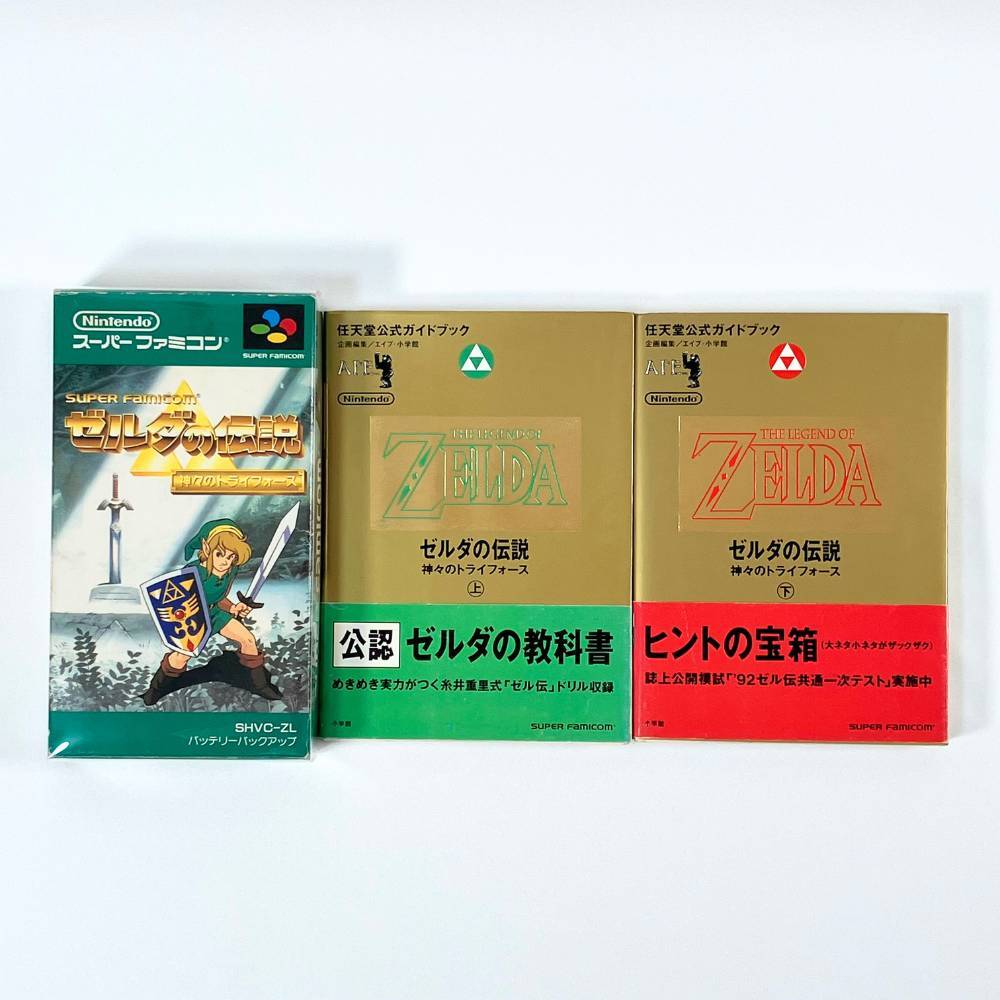 Nintendo
スーパーファミコン®
SUPER FAMICOM
SUPER FAMICOM®
ゼルダの伝説
神々のトライフォース
SHVC-ZL
バッテリーバックアップ
任天堂公式ガイドブック
企画編集/エイプ・小学館
APE
Nintendo
THE LEGEND OF
ZELDA
ゼルダの伝説
神々のトライフォース
上
公認 ゼルダの教科書
めきめき実力がつく糸井重里式「ゼル伝」ドリル収録
小学館
SUPER FAMICOM
任天堂公式ガイドブック
企画編集/エイプ・小学館
APE
Nintendo
THE LEGEND OF
ZELDA
ゼルダの伝説
神々のトライフォース
下
ヒントの宝箱(大ネタ小ネタがザックザク)
誌上公開模試「'92ゼル伝共通一次テスト」実施中
小学館
SUPER FAMICOM